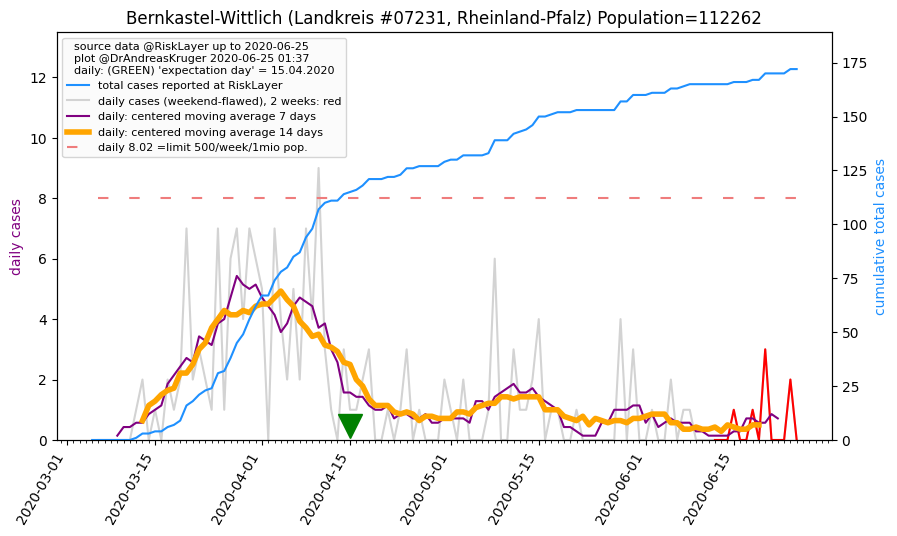 Bernkastel-Wittlich (Landkreis #07231, Rheinland-Pfalz) Population=112262
source data @RiskLayer up to 2020-06-25
plot @DrAndreasKruger 2020-06-25 01:37
daily: (GREEN) 'expectation day' = 15.04.2020
total cases reported at RiskLayer
daily cases (weekend-flawed), 2 weeks: red
daily: centered moving average 7 days
daily: centered moving average 14 days
daily 8.02 =limit 500/week/1mio pop.
daily cases
12
10
8
6
4
2
0
175
150
125
100
75
50
25
0
cumulative total cases
2020-03-01
2020-03-15
2020-04-01
2020-04-15
2020-05-01
2020-05-15
2020-06-01
2020-06-15